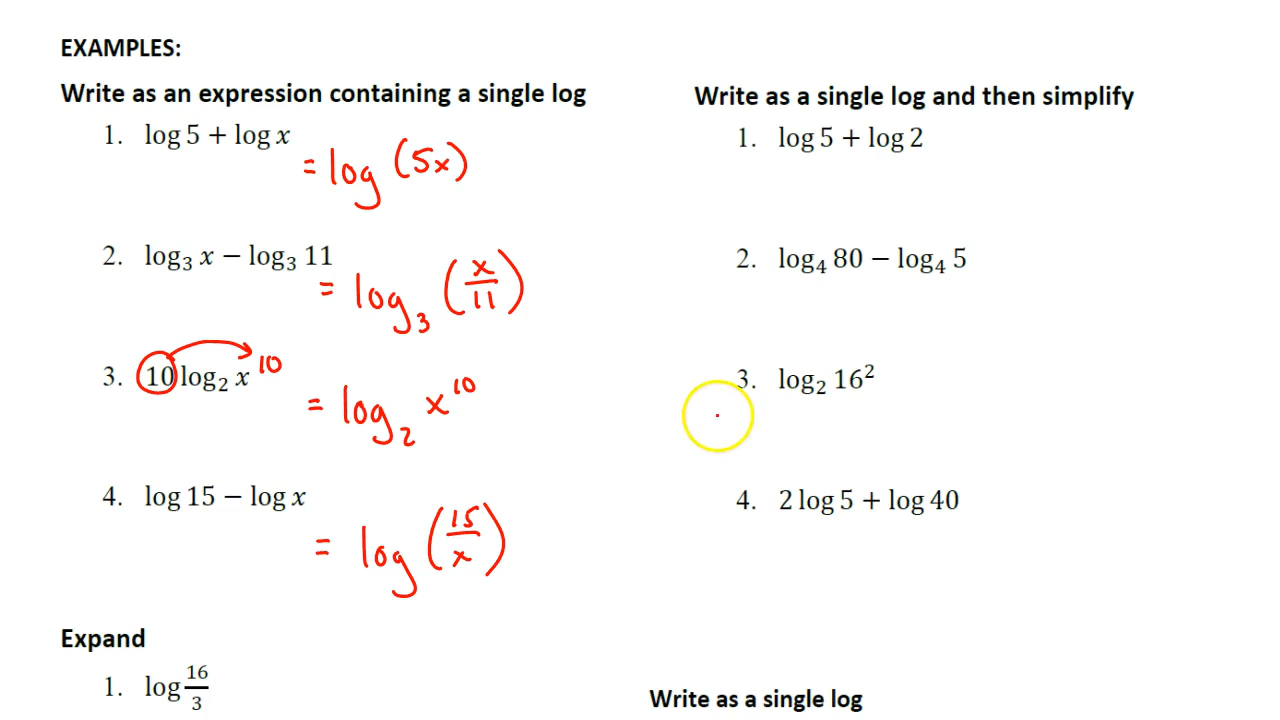 EXAMPLES:
Write as an expression containing a single log
1. log 5 + log x
= log (5x)
2. log₃ x − log₃ 11
= log₃ (x/11)
3. 10 log₂ x ¹⁰
= log₂ x¹⁰
4. log 15 − log x
= log (15/x)
Expand
1. log 16/3
Write as a single log and then simplify
1. log 5 + log 2
2. log₄ 80 − log₄ 5
3. log₂ 16²
4. 2 log 5 + log 40
Write as a single log